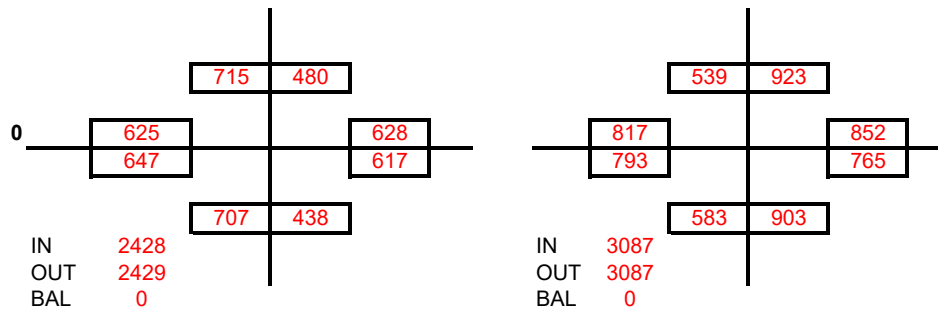 715 480 539 923
0 625 628 817 852
647 617 793 765
707 438 583 903
IN 2428 IN 3087
OUT 2429 OUT 3087
BAL 0 BAL 0